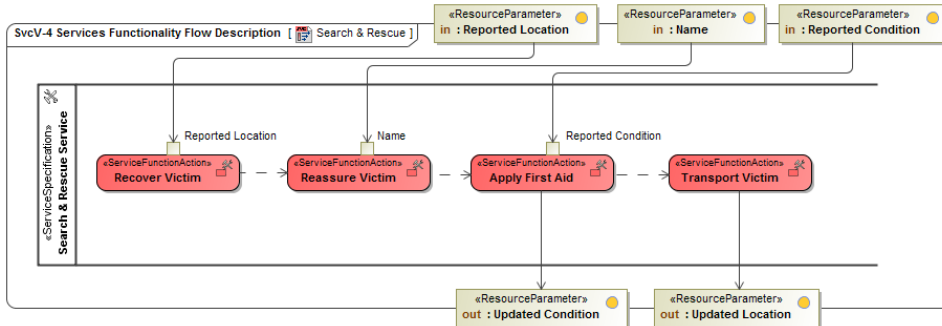 «ResourceParameter»
in : Reported Location
«ResourceParameter»
in : Name
«ResourceParameter»
in : Reported Condition
SvcV-4 Services Functionality Flow Description [ Search & Rescue ]
«ServiceSpecification»
Search & Rescue Service
Reported Location
Name
Reported Condition
«ServiceFunctionAction»
Recover Victim
«ServiceFunctionAction»
Reassure Victim
«ServiceFunctionAction»
Apply First Aid
«ServiceFunctionAction»
Transport Victim
«ResourceParameter»
out : Updated Condition
«ResourceParameter»
out : Updated Location